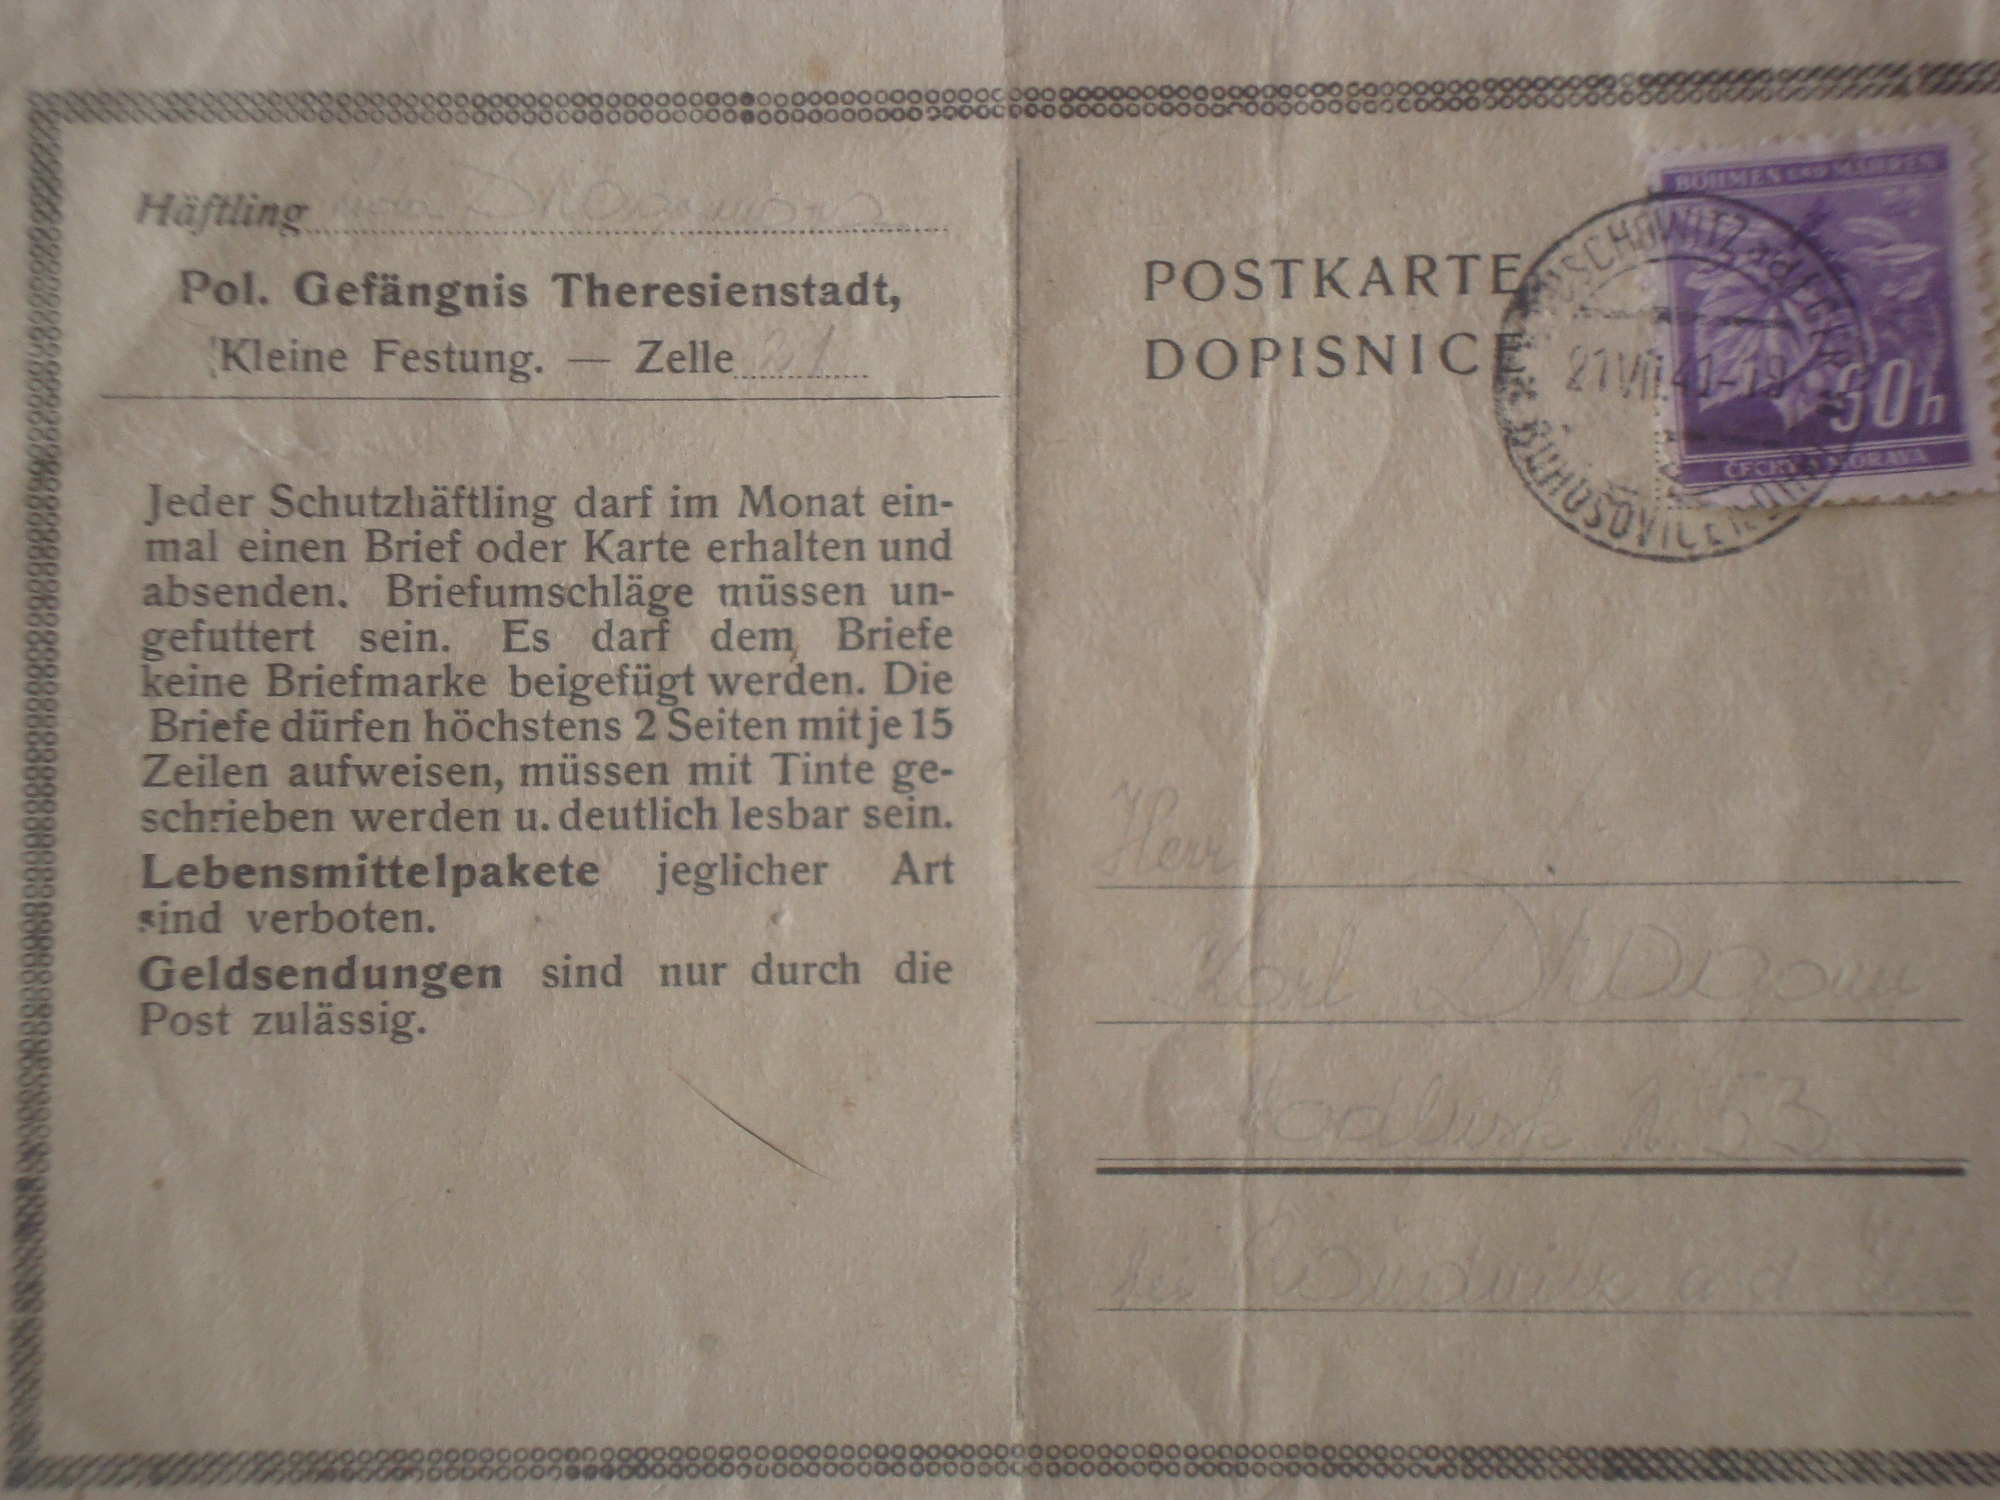 Häftling
Pol. Gefängnis Theresienstadt,
Kleine Festung. — Zelle 21
Jeder Schutzhäftling darf im Monat ein-
mal einen Brief oder Karte erhalten und
absenden. Briefumschläge müssen un-
gefuttert sein. Es darf dem Briefe
keine Briefmarke beigefügt werden. Die
Briefe dürfen höchstens 2 Seiten mit je 15
Zeilen aufweisen, müssen mit Tinte ge-
schrieben werden u. deutlich lesbar sein.
Lebensmittelpakete jeglicher Art
sind verboten.
Geldsendungen sind nur durch die
Post zulässig.
POSTKARTE
DOPISNICE
BÖHMEN UND MÄHREN
60h
ČECHY A MORAVA
Herr
Karl
53
a. d.